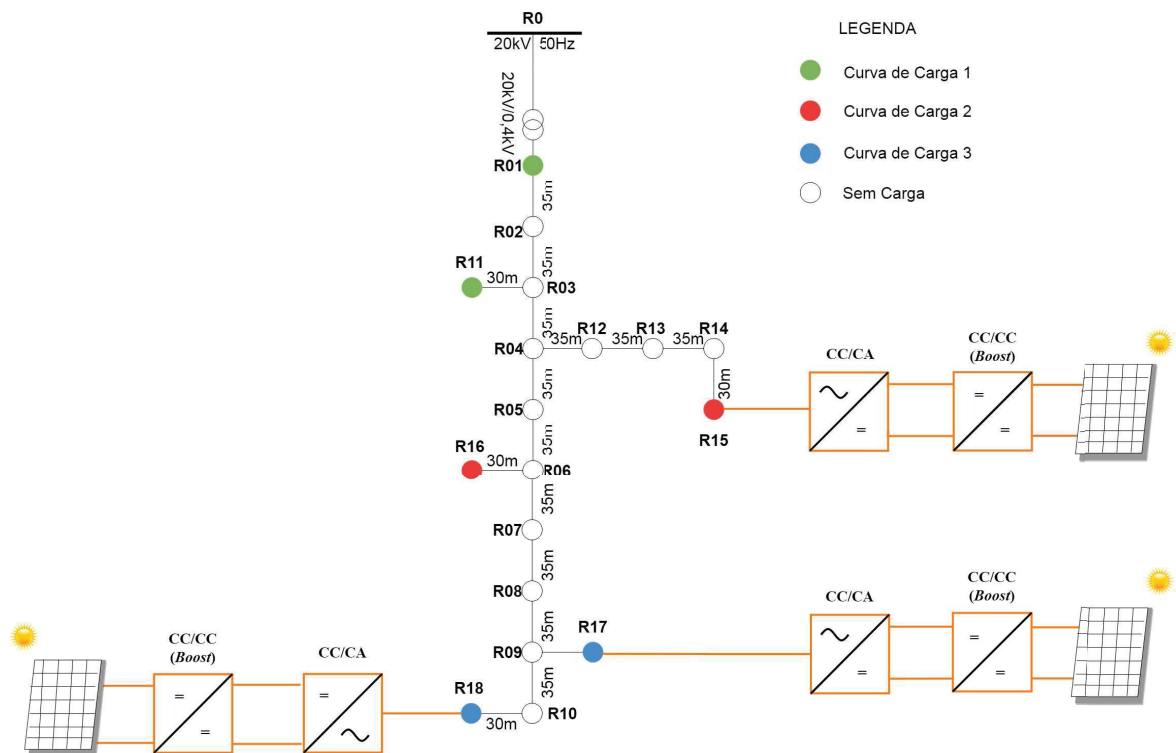 R0
20kV 50Hz
20kV/0,4kV
R01
35m
R02
35m
R11
30m
R03
35m
R04
35m
R12
35m
R13
35m
R14
30m
R15
35m
R05
35m
R16
30m
R06
35m
R07
35m
R08
35m
R17
R09
35m
R18
30m
R10
LEGENDA
Curva de Carga 1
Curva de Carga 2
Curva de Carga 3
Sem Carga
CC/CA
=
CC/CC
(Boost)
=
=
CC/CA
=
CC/CC
(Boost)
=
=
CC/CC
(Boost)
=
=
CC/CA
=